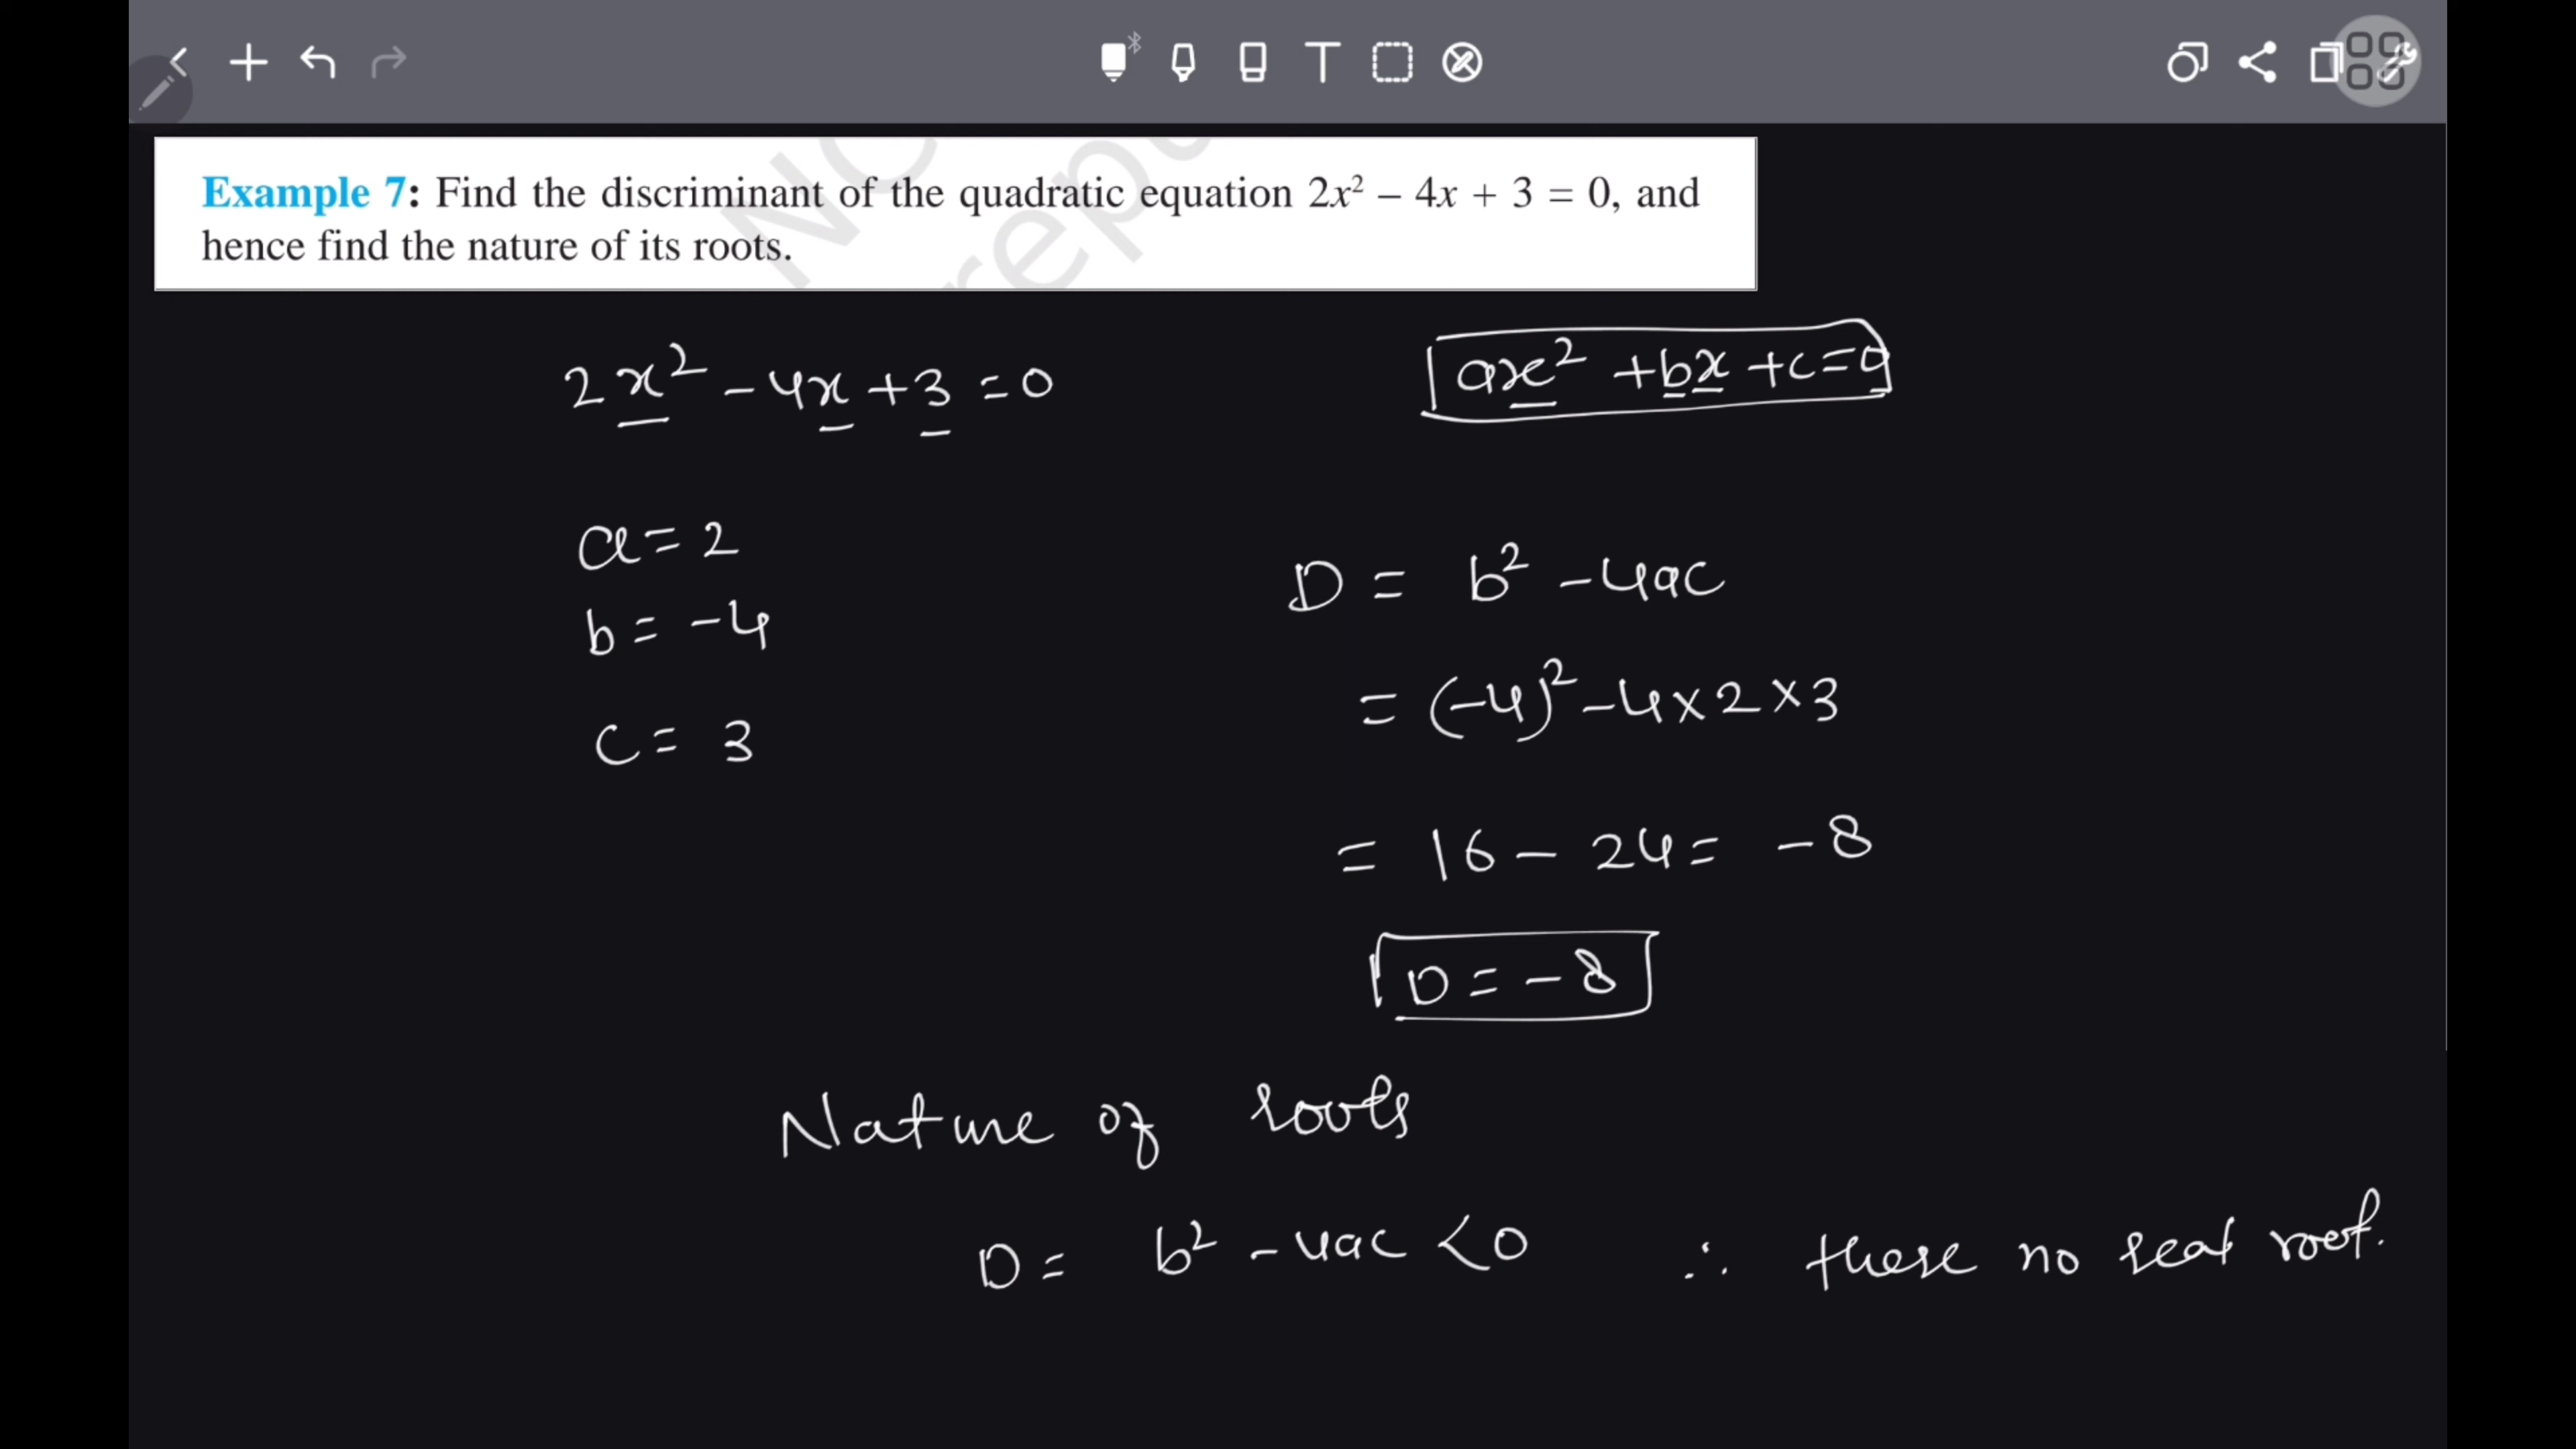 Example 7: Find the discriminant of the quadratic equation 2x² – 4x + 3 = 0, and
hence find the nature of its roots.
2x² - 4x + 3 = 0
ax² + bx + c = 0
a = 2
b = -4
c = 3
D = b² - 4ac
= (-4)² - 4 × 2 × 3
= 16 - 24 = -8
D = -8
Nature of roots
D = b² - 4ac < 0 ∴ there no real root.